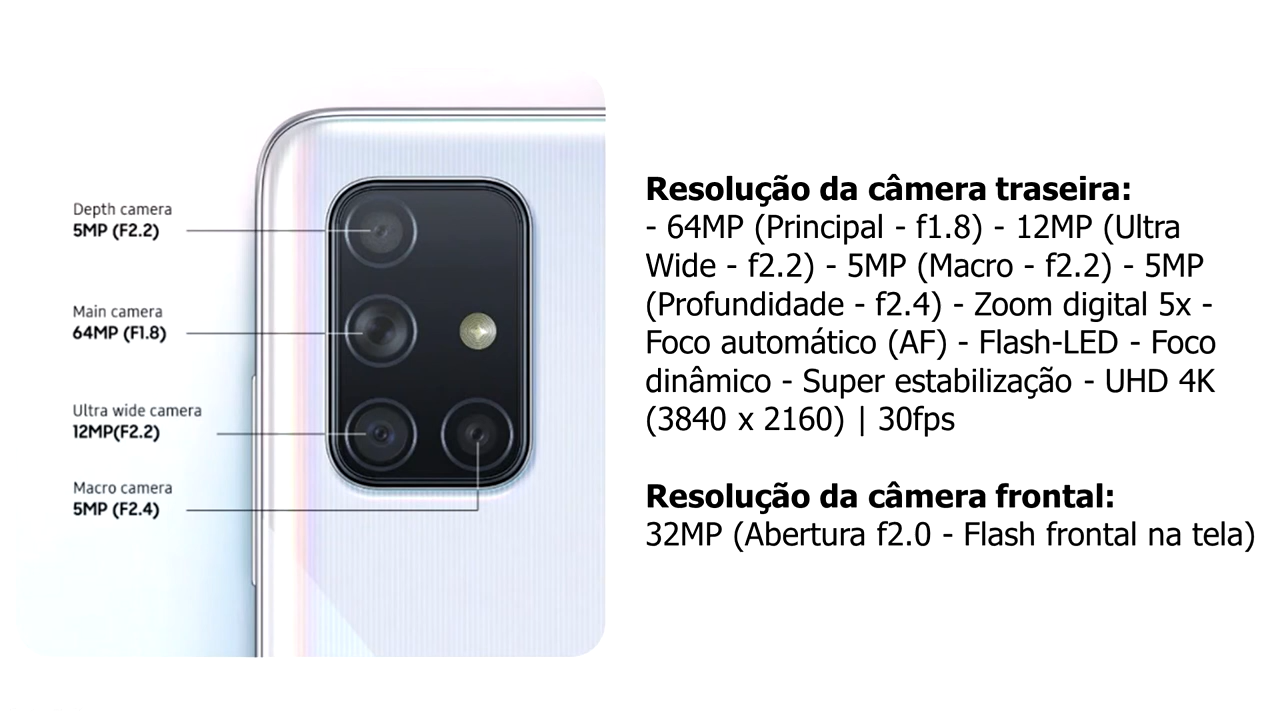 Depth camera
5MP (F2.2)
Main camera
64MP (F1.8)
Ultra wide camera
12MP(F2.2)
Macro camera
5MP (F2.4)
Resolução da câmera traseira:
- 64MP (Principal - f1.8) - 12MP (Ultra
Wide - f2.2) - 5MP (Macro - f2.2) - 5MP
(Profundidade - f2.4) - Zoom digital 5x -
Foco automático (AF) - Flash-LED - Foco
dinâmico - Super estabilização - UHD 4K
(3840 x 2160) | 30fps
Resolução da câmera frontal:
32MP (Abertura f2.0 - Flash frontal na tela)